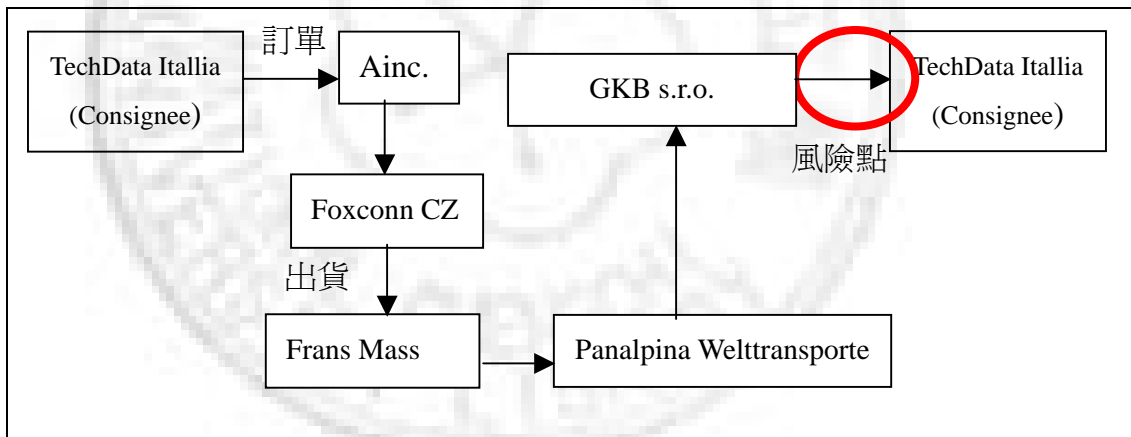 TechData Itallia
(Consignee)
訂單
Ainc.
GKB s.r.o.
TechData Itallia
(Consignee)
風險點
Foxconn CZ
出貨
Frans Mass
Panalpina Welttransporte